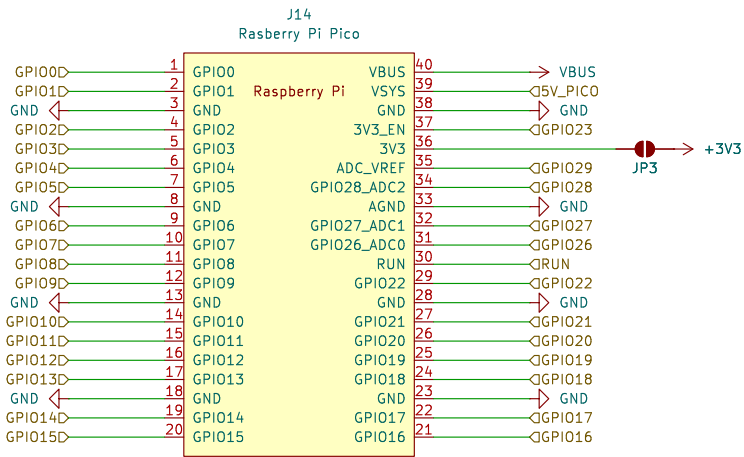 J14
Rasberry Pi Pico
Raspberry Pi
GPIO0 1 GPIO0 VBUS 40 VBUS
GPIO1 2 GPIO1 VSYS 39 5V_PICO
GND 3 GND GND 38 GND
GPIO2 4 GPIO2 3V3_EN 37 GPIO23
GPIO3 5 GPIO3 3V3 36 JP3 +3V3
GPIO4 6 GPIO4 ADC_VREF 35 GPIO29
GPIO5 7 GPIO5 GPIO28_ADC2 34 GPIO28
GND 8 GND AGND 33 GND
GPIO6 9 GPIO6 GPIO27_ADC1 32 GPIO27
GPIO7 10 GPIO7 GPIO26_ADC0 31 GPIO26
GPIO8 11 GPIO8 RUN 30 RUN
GPIO9 12 GPIO9 GPIO22 29 GPIO22
GND 13 GND GND 28 GND
GPIO10 14 GPIO10 GPIO21 27 GPIO21
GPIO11 15 GPIO11 GPIO20 26 GPIO20
GPIO12 16 GPIO12 GPIO19 25 GPIO19
GPIO13 17 GPIO13 GPIO18 24 GPIO18
GND 18 GND GND 23 GND
GPIO14 19 GPIO14 GPIO17 22 GPIO17
GPIO15 20 GPIO15 GPIO16 21 GPIO16